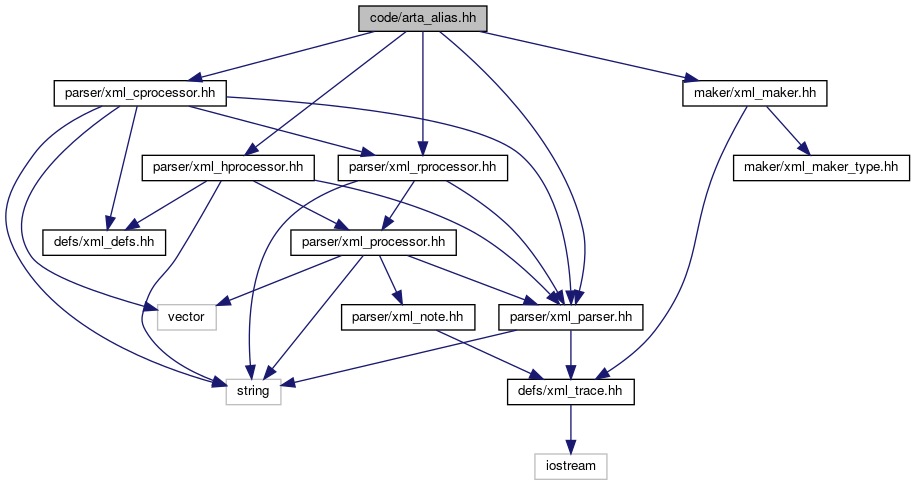 code/arta_alias.hh
parser/xml_cprocessor.hh
maker/xml_maker.hh
parser/xml_hprocessor.hh
parser/xml_rprocessor.hh
maker/xml_maker_type.hh
defs/xml_defs.hh
parser/xml_processor.hh
vector
parser/xml_note.hh
parser/xml_parser.hh
string
defs/xml_trace.hh
iostream